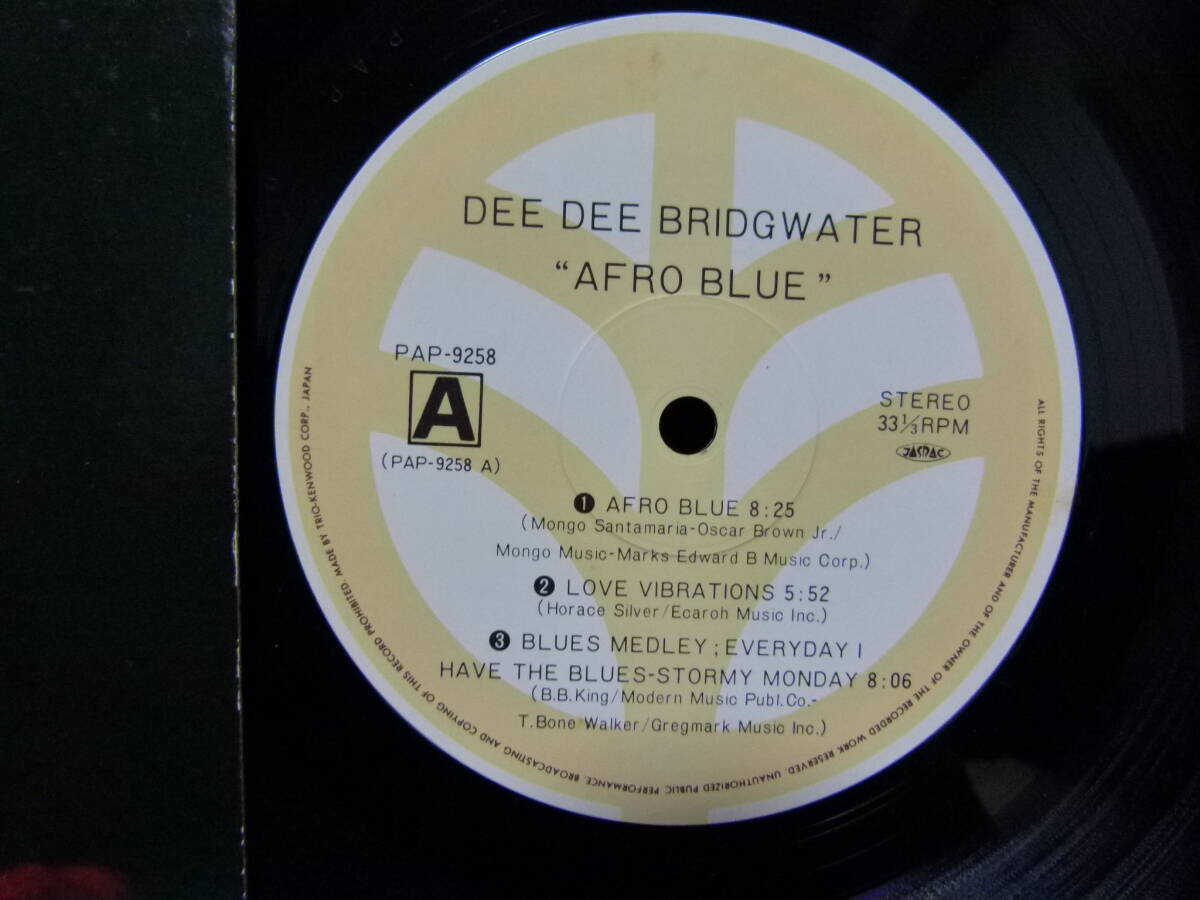 DEE DEE BRIDGWATER
“AFRO BLUE”
PAP-9258
A
(PAP-9258 A)
STEREO
33 1/3 RPM
JASRAC
❶ AFRO BLUE 8:25
(Mongo Santamaria-Oscar Brown Jr./
Mongo Music-Marks Edward B Music Corp.)
❷ LOVE VIBRATIONS 5:52
(Horace Silver/Ecaroh Music Inc.)
❸ BLUES MEDLEY; EVERYDAY I
HAVE THE BLUES-STORMY MONDAY 8:06
(B.B.King/Modern Music Publ.Co.-
T.Bone Walker/Gregmark Music Inc.)
ALL RIGHTS OF THE MANUFACTURER AND OF THE OWNER OF THE RECORDED WORK RESERVED. UNAUTHORIZED PUBLIC PERFORMANCE, BROADCASTING AND COPYING OF THIS RECORD PROHIBITED. MADE BY TRIO-KENWOOD CORP., JAPAN